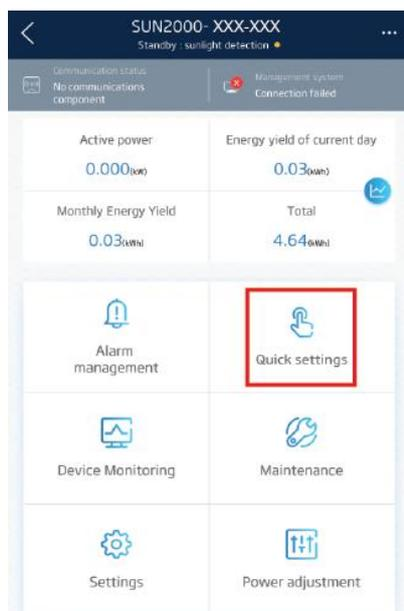 SUN2000- XXX-XXX
Standby : sunlight detection
Communication status
No communications
component
Management system
Connection failed
Active power
0.000(kW)
Energy yield of current day
0.03(kWh)
Monthly Energy Yield
0.03(kWh)
Total
4.64(kWh)
Alarm
management
Quick settings
Device Monitoring
Maintenance
Settings
Power adjustment